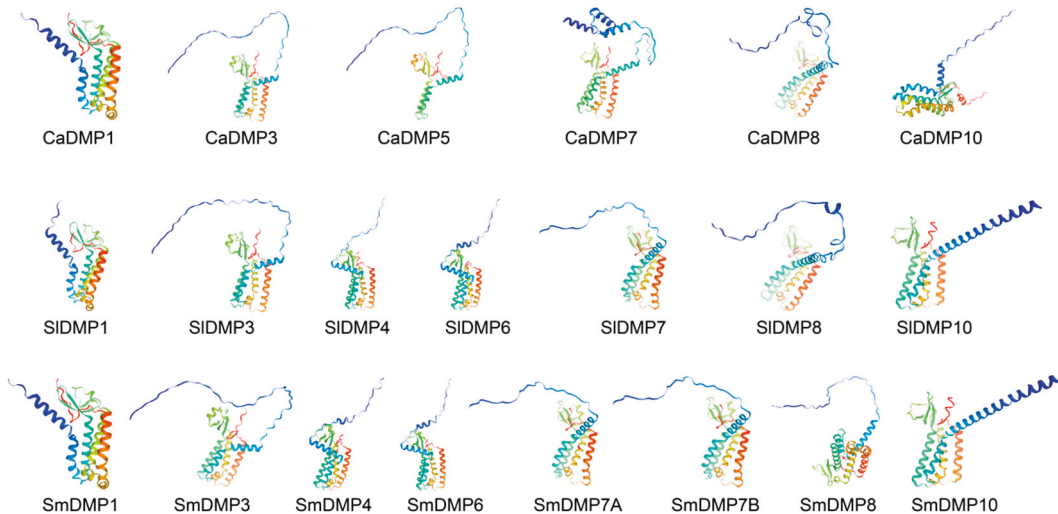 CaDMP1 CaDMP3 CaDMP5 CaDMP7 CaDMP8 CaDMP10
SlDMP1 SlDMP3 SlDMP4 SlDMP6 SlDMP7 SlDMP8 SlDMP10
SmDMP1 SmDMP3 SmDMP4 SmDMP6 SmDMP7A SmDMP7B SmDMP8 SmDMP10